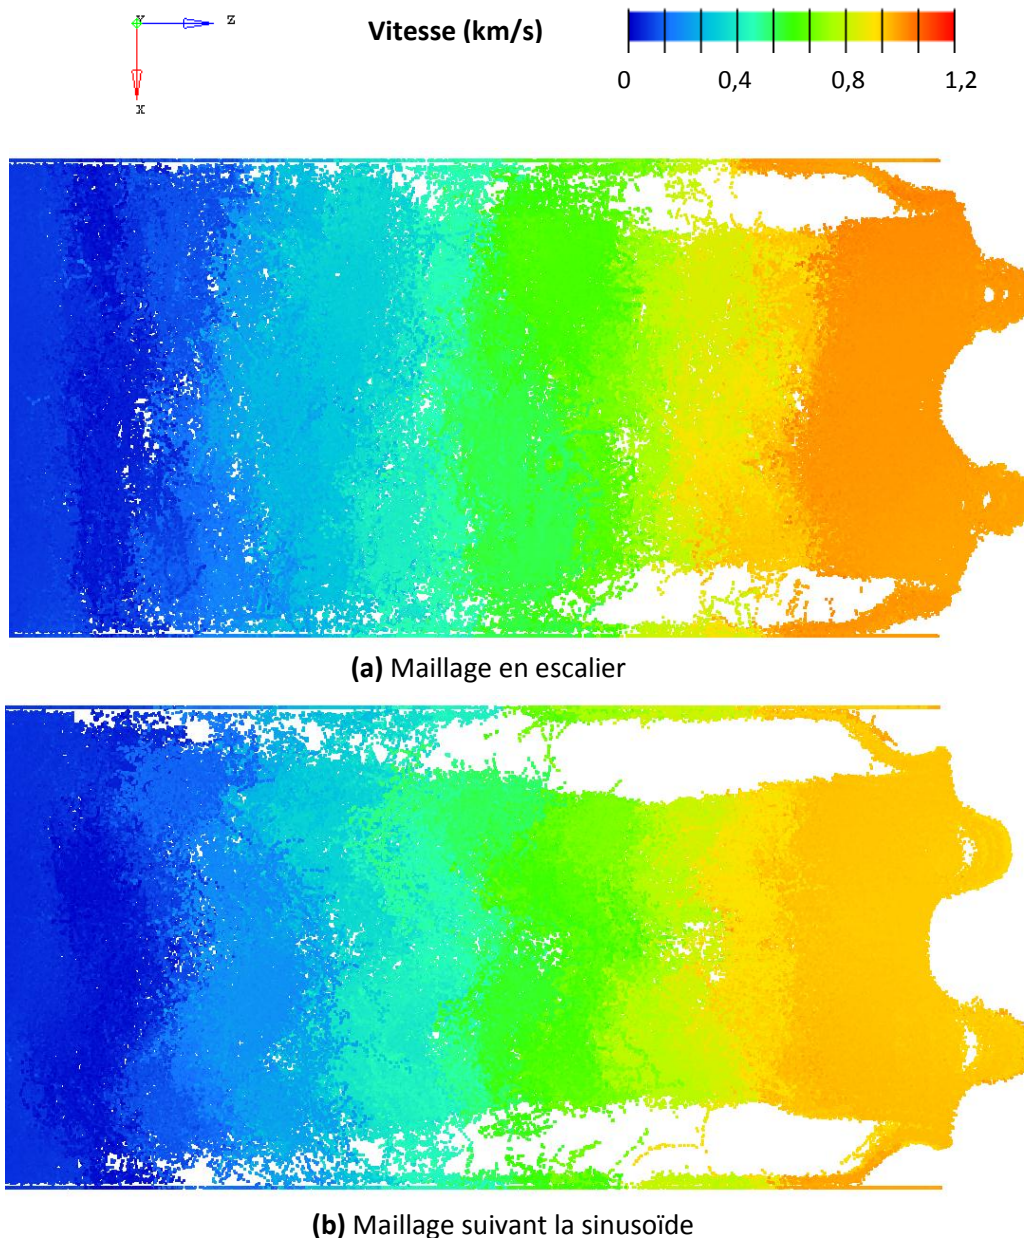 Y
Z
X
Vitesse (km/s)
0 0,4 0,8 1,2
(a) Maillage en escalier
(b) Maillage suivant la sinusoïde